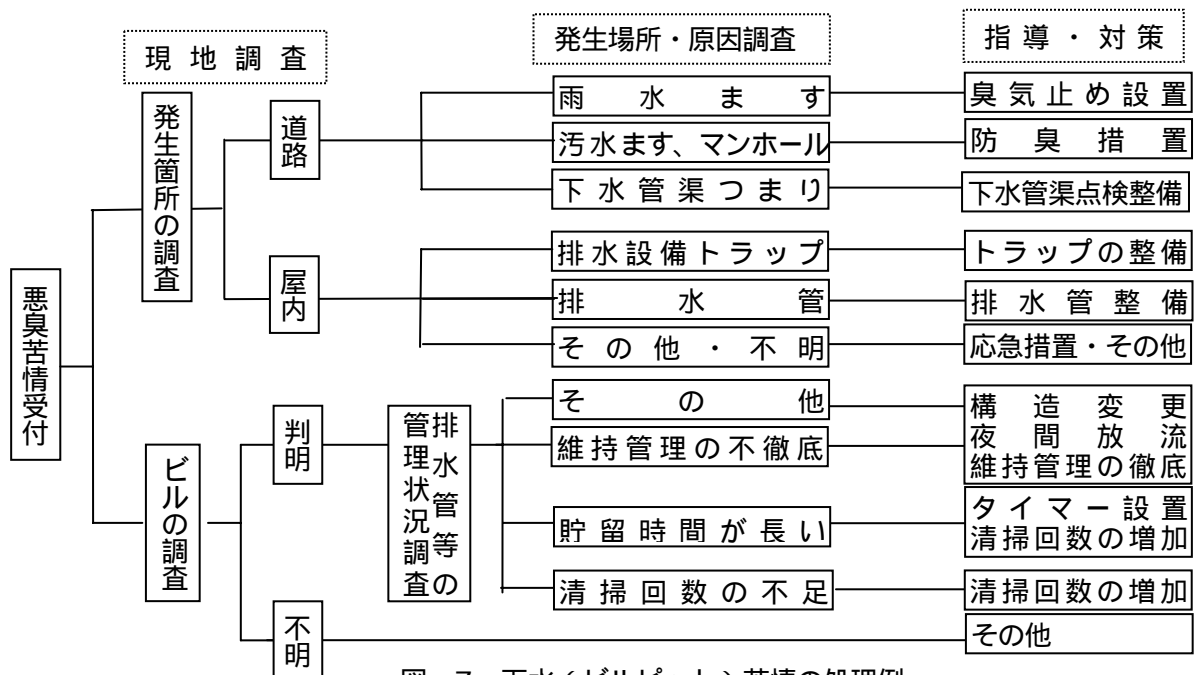 現地調査
発生場所・原因調査
指導・対策
悪臭苦情受付
発生箇所の調査
道路
雨水ます
臭気止め設置
汚水ます、マンホール
防臭措置
下水管渠つまり
下水管渠点検整備
屋内
排水設備トラップ
トラップの整備
排水管
排水管整備
その他・不明
応急措置・その他
ビルの調査
判明
排水管等の
管理状況調査
その他
維持管理の不徹底
構造変更
夜間放流
維持管理の徹底
貯留時間が長い
タイマー設置
清掃回数の増加
清掃回数の不足
清掃回数の増加
不明
その他